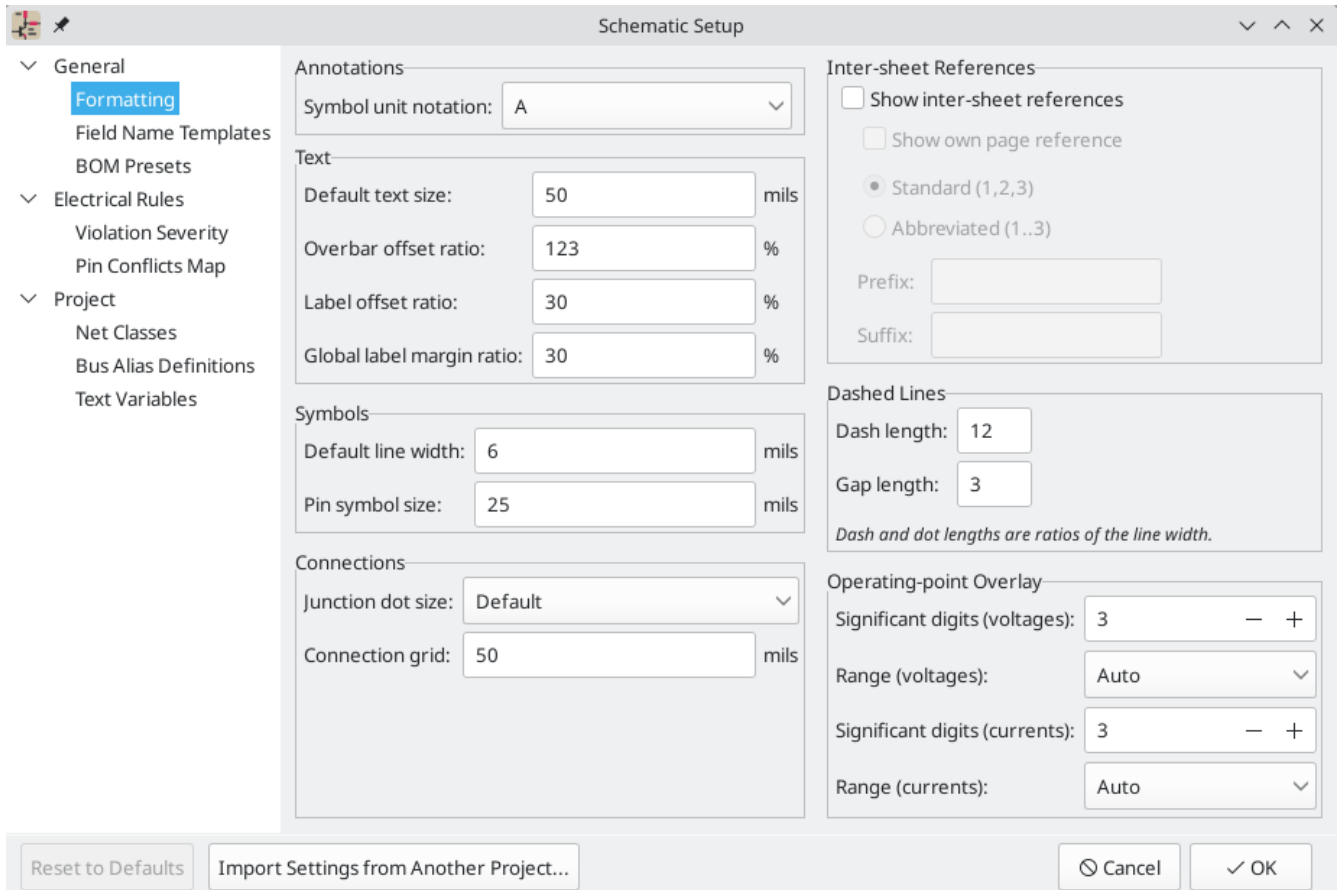 Schematic Setup
General
Formatting
Field Name Templates
BOM Presets
Electrical Rules
Violation Severity
Pin Conflicts Map
Project
Net Classes
Bus Alias Definitions
Text Variables
Annotations
Symbol unit notation: A
Text
Default text size: 50 mils
Overbar offset ratio: 123 %
Label offset ratio: 30 %
Global label margin ratio: 30 %
Symbols
Default line width: 6 mils
Pin symbol size: 25 mils
Connections
Junction dot size: Default
Connection grid: 50 mils
Inter-sheet References
Show inter-sheet references
Show own page reference
Standard (1,2,3)
Abbreviated (1..3)
Prefix:
Suffix:
Dashed Lines
Dash length: 12
Gap length: 3
Dash and dot lengths are ratios of the line width.
Operating-point Overlay
Significant digits (voltages): 3
Range (voltages): Auto
Significant digits (currents): 3
Range (currents): Auto
Reset to Defaults
Import Settings from Another Project...
Cancel
OK